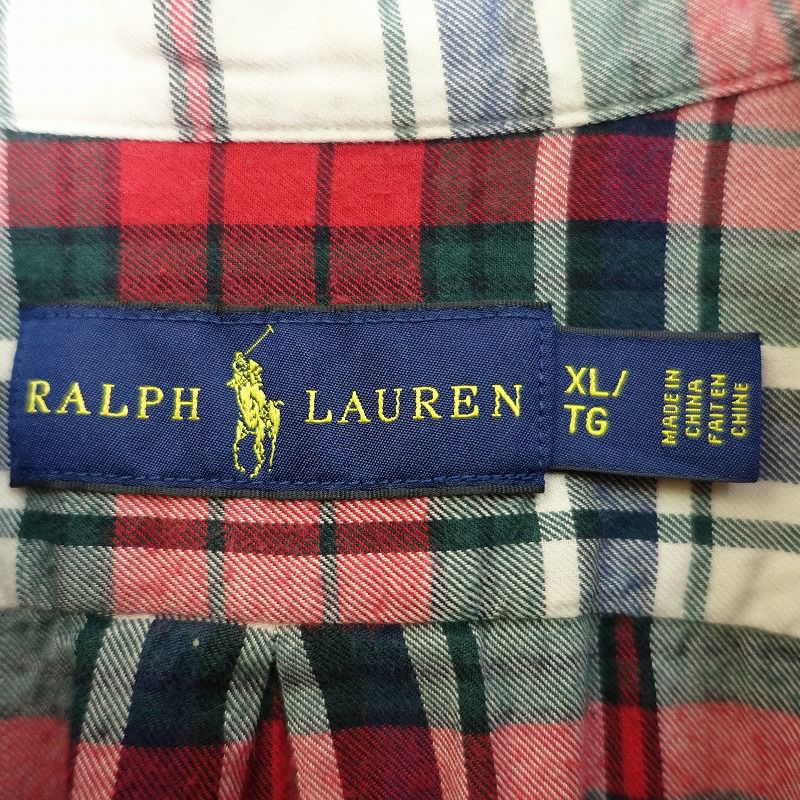 RALPH LAUREN
XL/
TG
MADE IN
CHINA
FAIT EN
CHINE